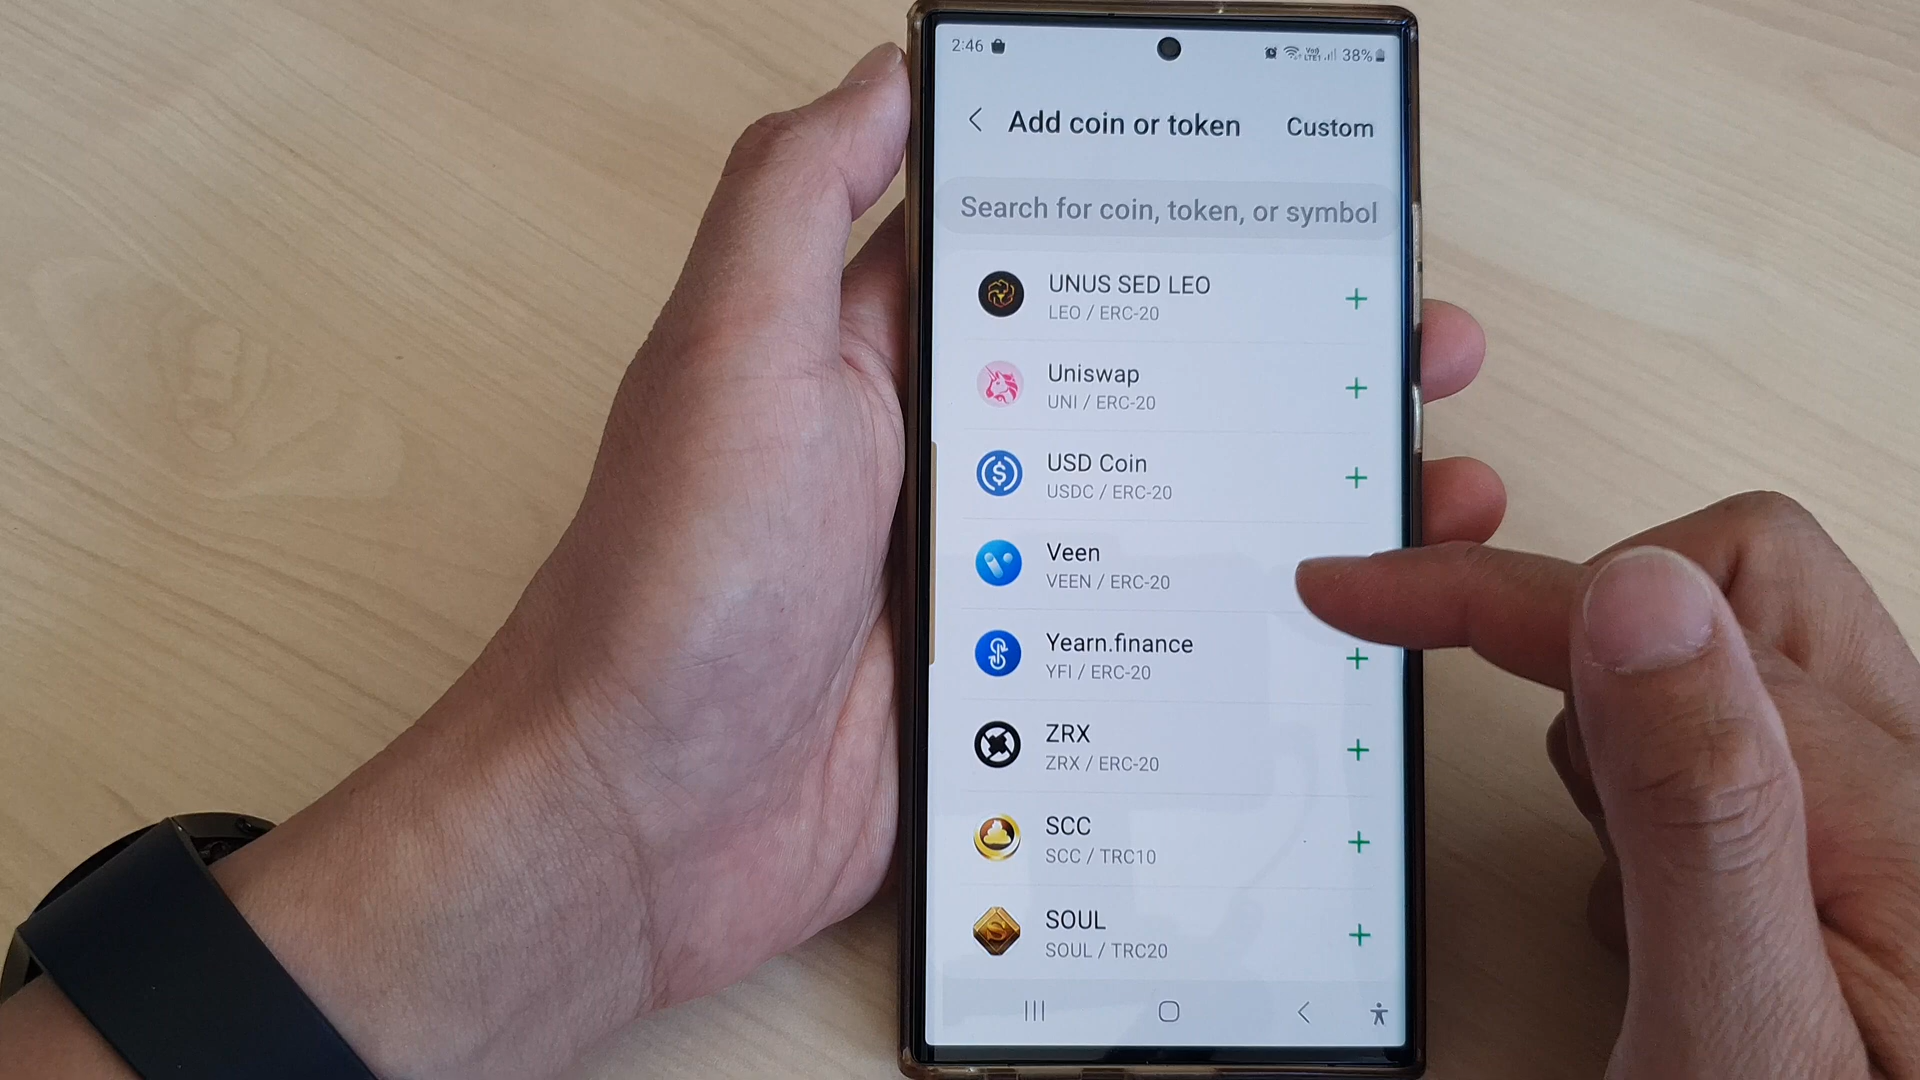 2:46
38%
Add coin or token
Custom
Search for coin, token, or symbol
UNUS SED LEO
LEO / ERC-20
Uniswap
UNI / ERC-20
USD Coin
USDC / ERC-20
Veen
VEEN / ERC-20
Yearn.finance
YFI / ERC-20
ZRX
ZRX / ERC-20
SCC
SCC / TRC10
SOUL
SOUL / TRC20